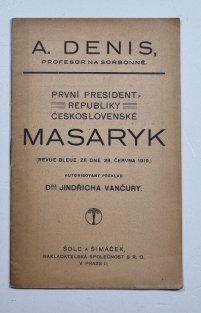 A. DENIS,
PROFESOR NA SORBONNĚ.
PRVNÍ PRESIDENT
REPUBLIKY
ČESKOSLOVENSKÉ
MASARYK
(REVUE BLEUE ZE DNE 28. ČERVNA 1919.)
AUTORISOVANÝ PŘEKLAD
DRA JINDŘICHA VANČURY.
ŠOLC A ŠIMÁČEK,
NAKLADATELSKÁ SPOLEČNOST S R. O.
V PRAZE II.